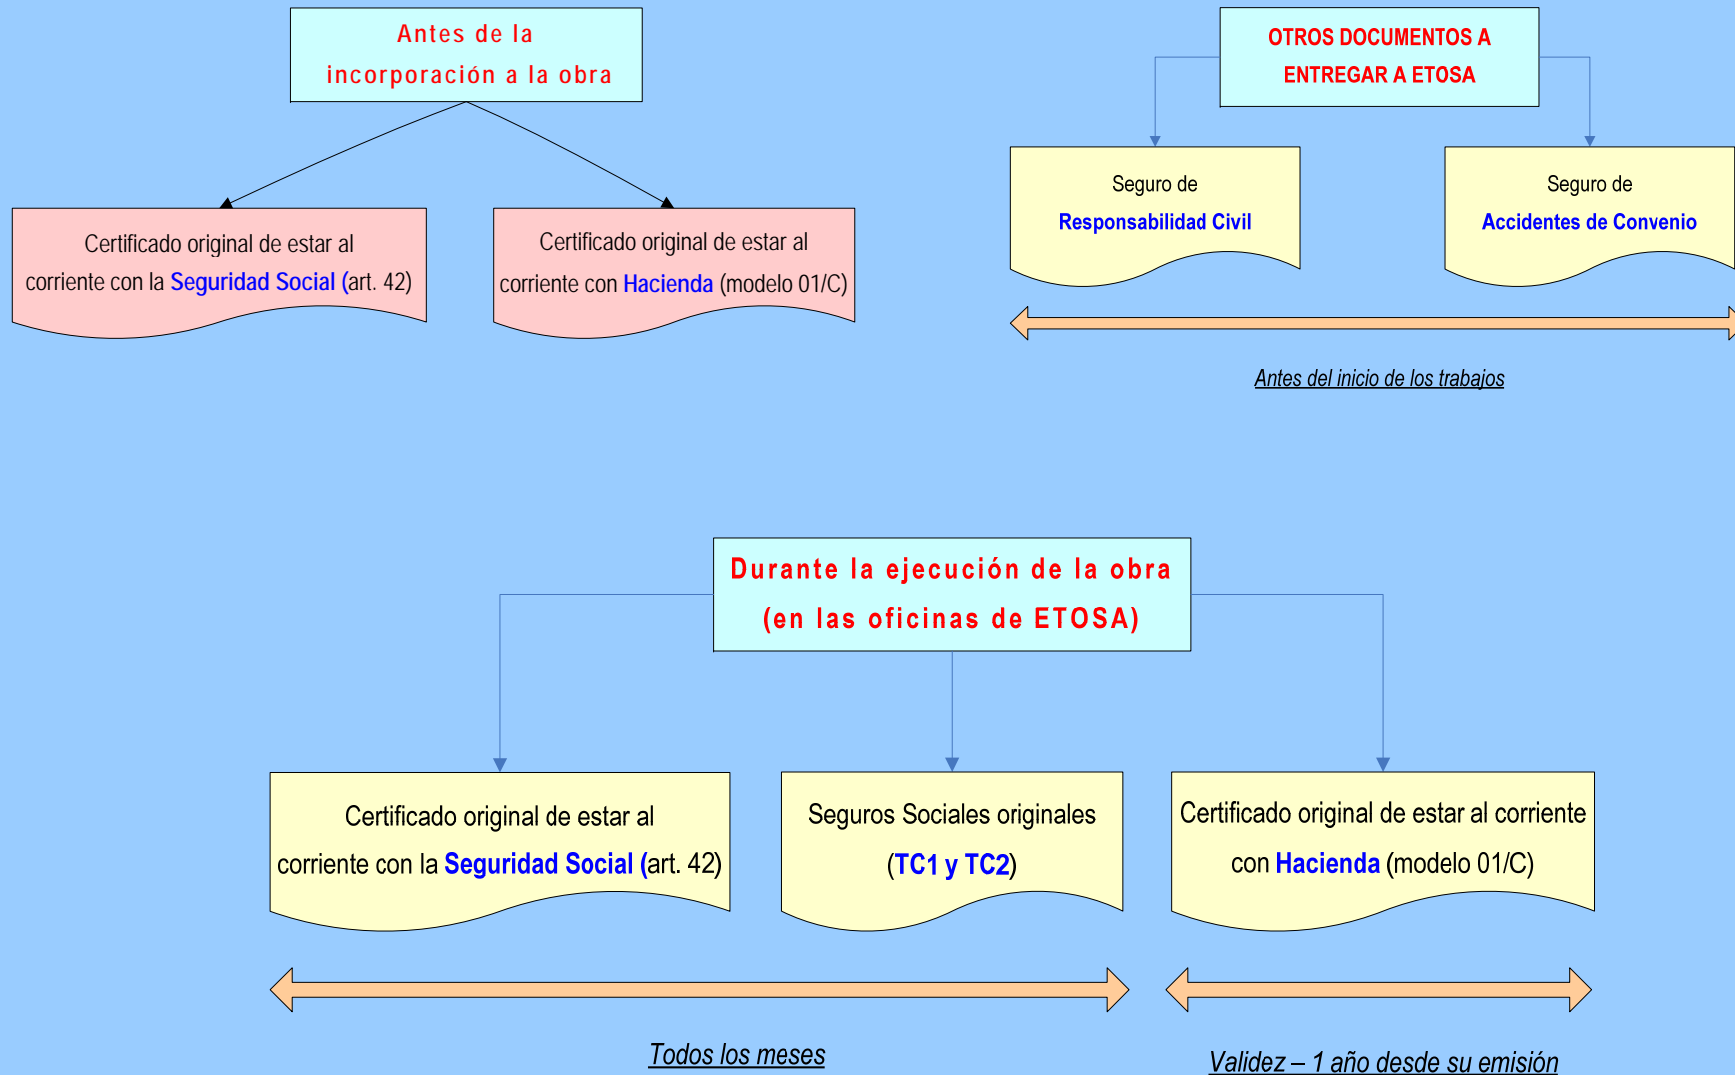 Antes de la
incorporación a la obra
Certificado original de estar al
corriente con la Seguridad Social (art. 42)
Certificado original de estar al
corriente con Hacienda (modelo 01/C)
OTROS DOCUMENTOS A
ENTREGAR A ETOSA
Seguro de
Responsabilidad Civil
Seguro de
Accidentes de Convenio
Antes del inicio de los trabajos
Durante la ejecución de la obra
(en las oficinas de ETOSA)
Certificado original de estar al
corriente con la Seguridad Social (art. 42)
Seguros Sociales originales
(TC1 y TC2)
Certificado original de estar al corriente
con Hacienda (modelo 01/C)
Todos los meses
Validez – 1 año desde su emisión